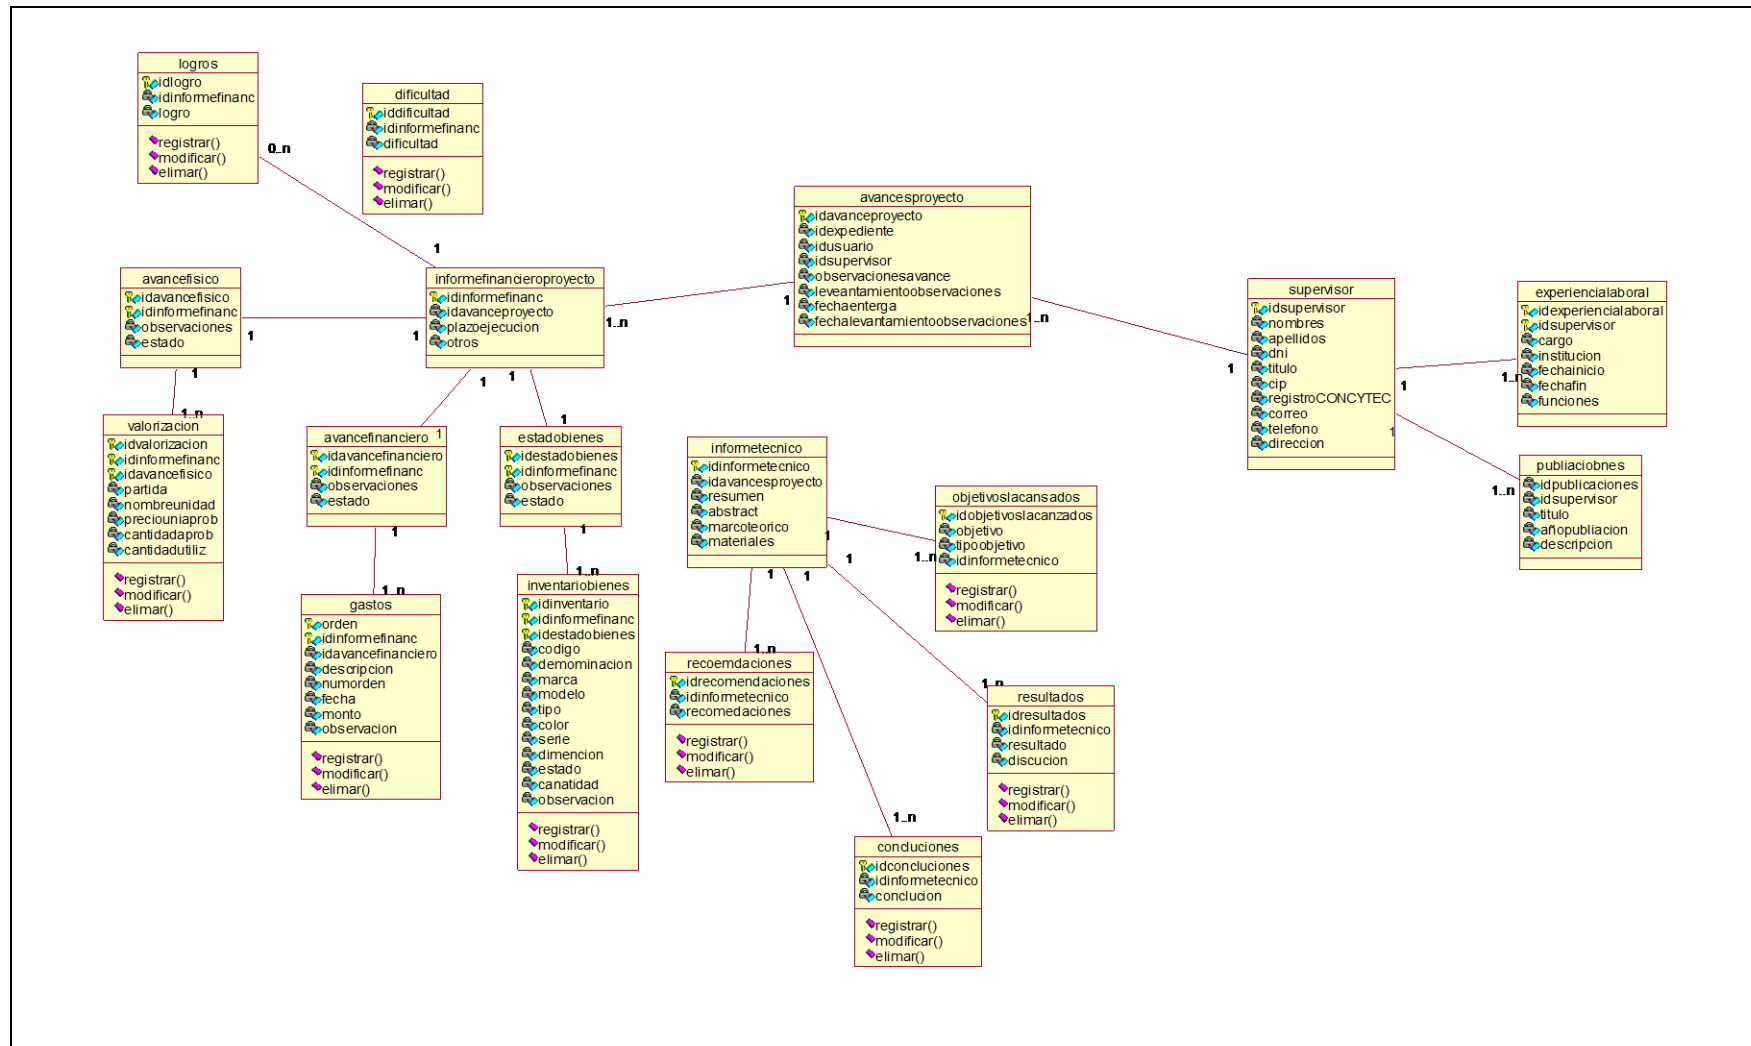 logros
idlogro
idinformefinanc
logro
registrar()
modificar()
elimar()
0..n
1
dificultad
iddificultad
idinformefinanc
dificultad
registrar()
modificar()
elimar()
avancesproyecto
idavanceproyecto
idexpediente
idusuario
idsupervisor
observacionesavance
leveantamientoobservaciones
fechaenterga
fechalevantamientoobservaciones
1
1..n
avancefisico
idavancefisico
idinformefinanc
observaciones
estado
1
1
informefinancieroproyecto
idinformefinanc
idavanceproyecto
plazoejecucion
otros
1
1..n
1
1
supervisor
idsupervisor
nombres
apellidos
dni
titulo
cip
registroCONCYTEC
correo
telefono
direccion
1
1
1
experiencialaboral
idexperiencialaboral
idsupervisor
cargo
institucion
fechainicio
fechafin
funciones
1..n
publiaciobnes
idpublicaciones
idsupervisor
titulo
añopubliacion
descripcion
1..n
1..n
valorizacion
idvalorizacion
idinformefinanc
idavancefisico
partida
nombreunidad
preciouniaprob
cantidadaprob
cantidadutiliz
registrar()
modificar()
elimar()
avancefinanciero
1
idavancefinanciero
idinformefinanc
observaciones
estado
1
1
estadobienes
idestadobienes
idinformefinanc
observaciones
estado
1
informetecnico
idinformetecnico
idavancesproyecto
resumen
abstract
marcoteorico
materiales
1
1
1
1
objetivoslacansados
idobjetivoslacanzados
objetivo
tipoobjetivo
idinformetecnico
registrar()
modificar()
elimar()
1..n
1..n
gastos
orden
idinformefinanc
idavancefinanciero
descripcion
numorden
fecha
monto
observacion
registrar()
modificar()
elimar()
1..n
inventariobienes
idinventario
idinformefinanc
idestadobienes
codigo
demominacion
marca
modelo
tipo
color
serie
dimencion
estado
canatidad
observacion
registrar()
modificar()
elimar()
1..n
recoemdaciones
idrecomendaciones
idinformetecnico
recomedaciones
registrar()
modificar()
elimar()
1..n
resultados
idresultados
idinformetecnico
resultado
discucion
registrar()
modificar()
elimar()
1..n
concluciones
idconcluciones
idinformetecnico
conclucion
registrar()
modificar()
elimar()